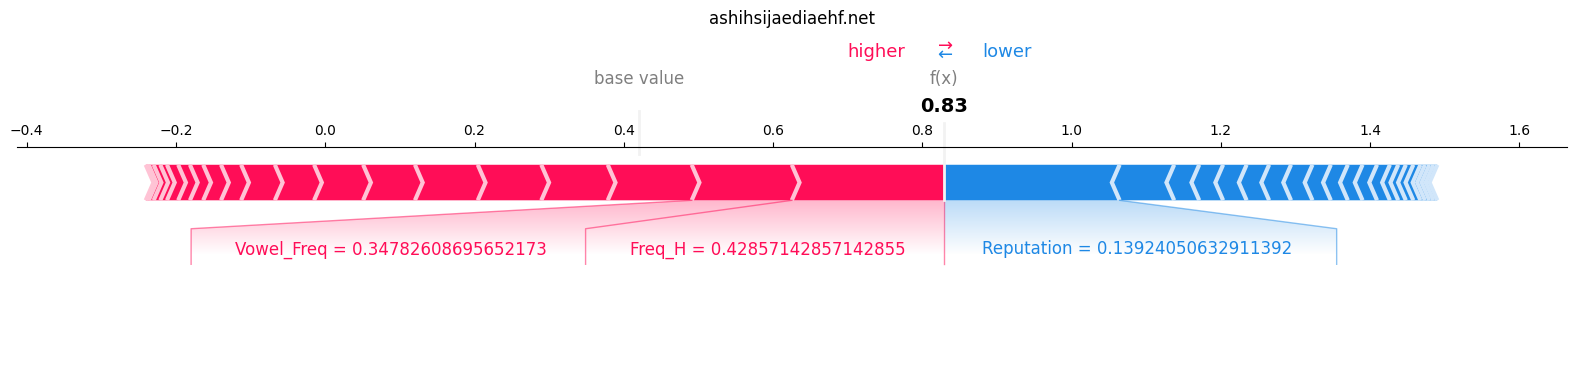 ashihsijaediaehf.net
higher ⇄ lower
base value f(x)
0.83
−0.4 −0.2 0.0 0.2 0.4 0.6 0.8 1.0 1.2 1.4 1.6
Vowel_Freq = 0.34782608695652173 Freq_H = 0.42857142857142855 Reputation = 0.13924050632911392